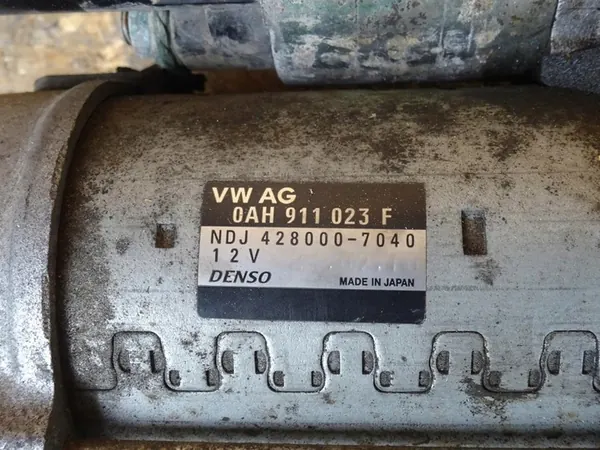 VW AG
0AH 911 023 F
NDJ 428000-7040
12V
DENSO MADE IN JAPAN